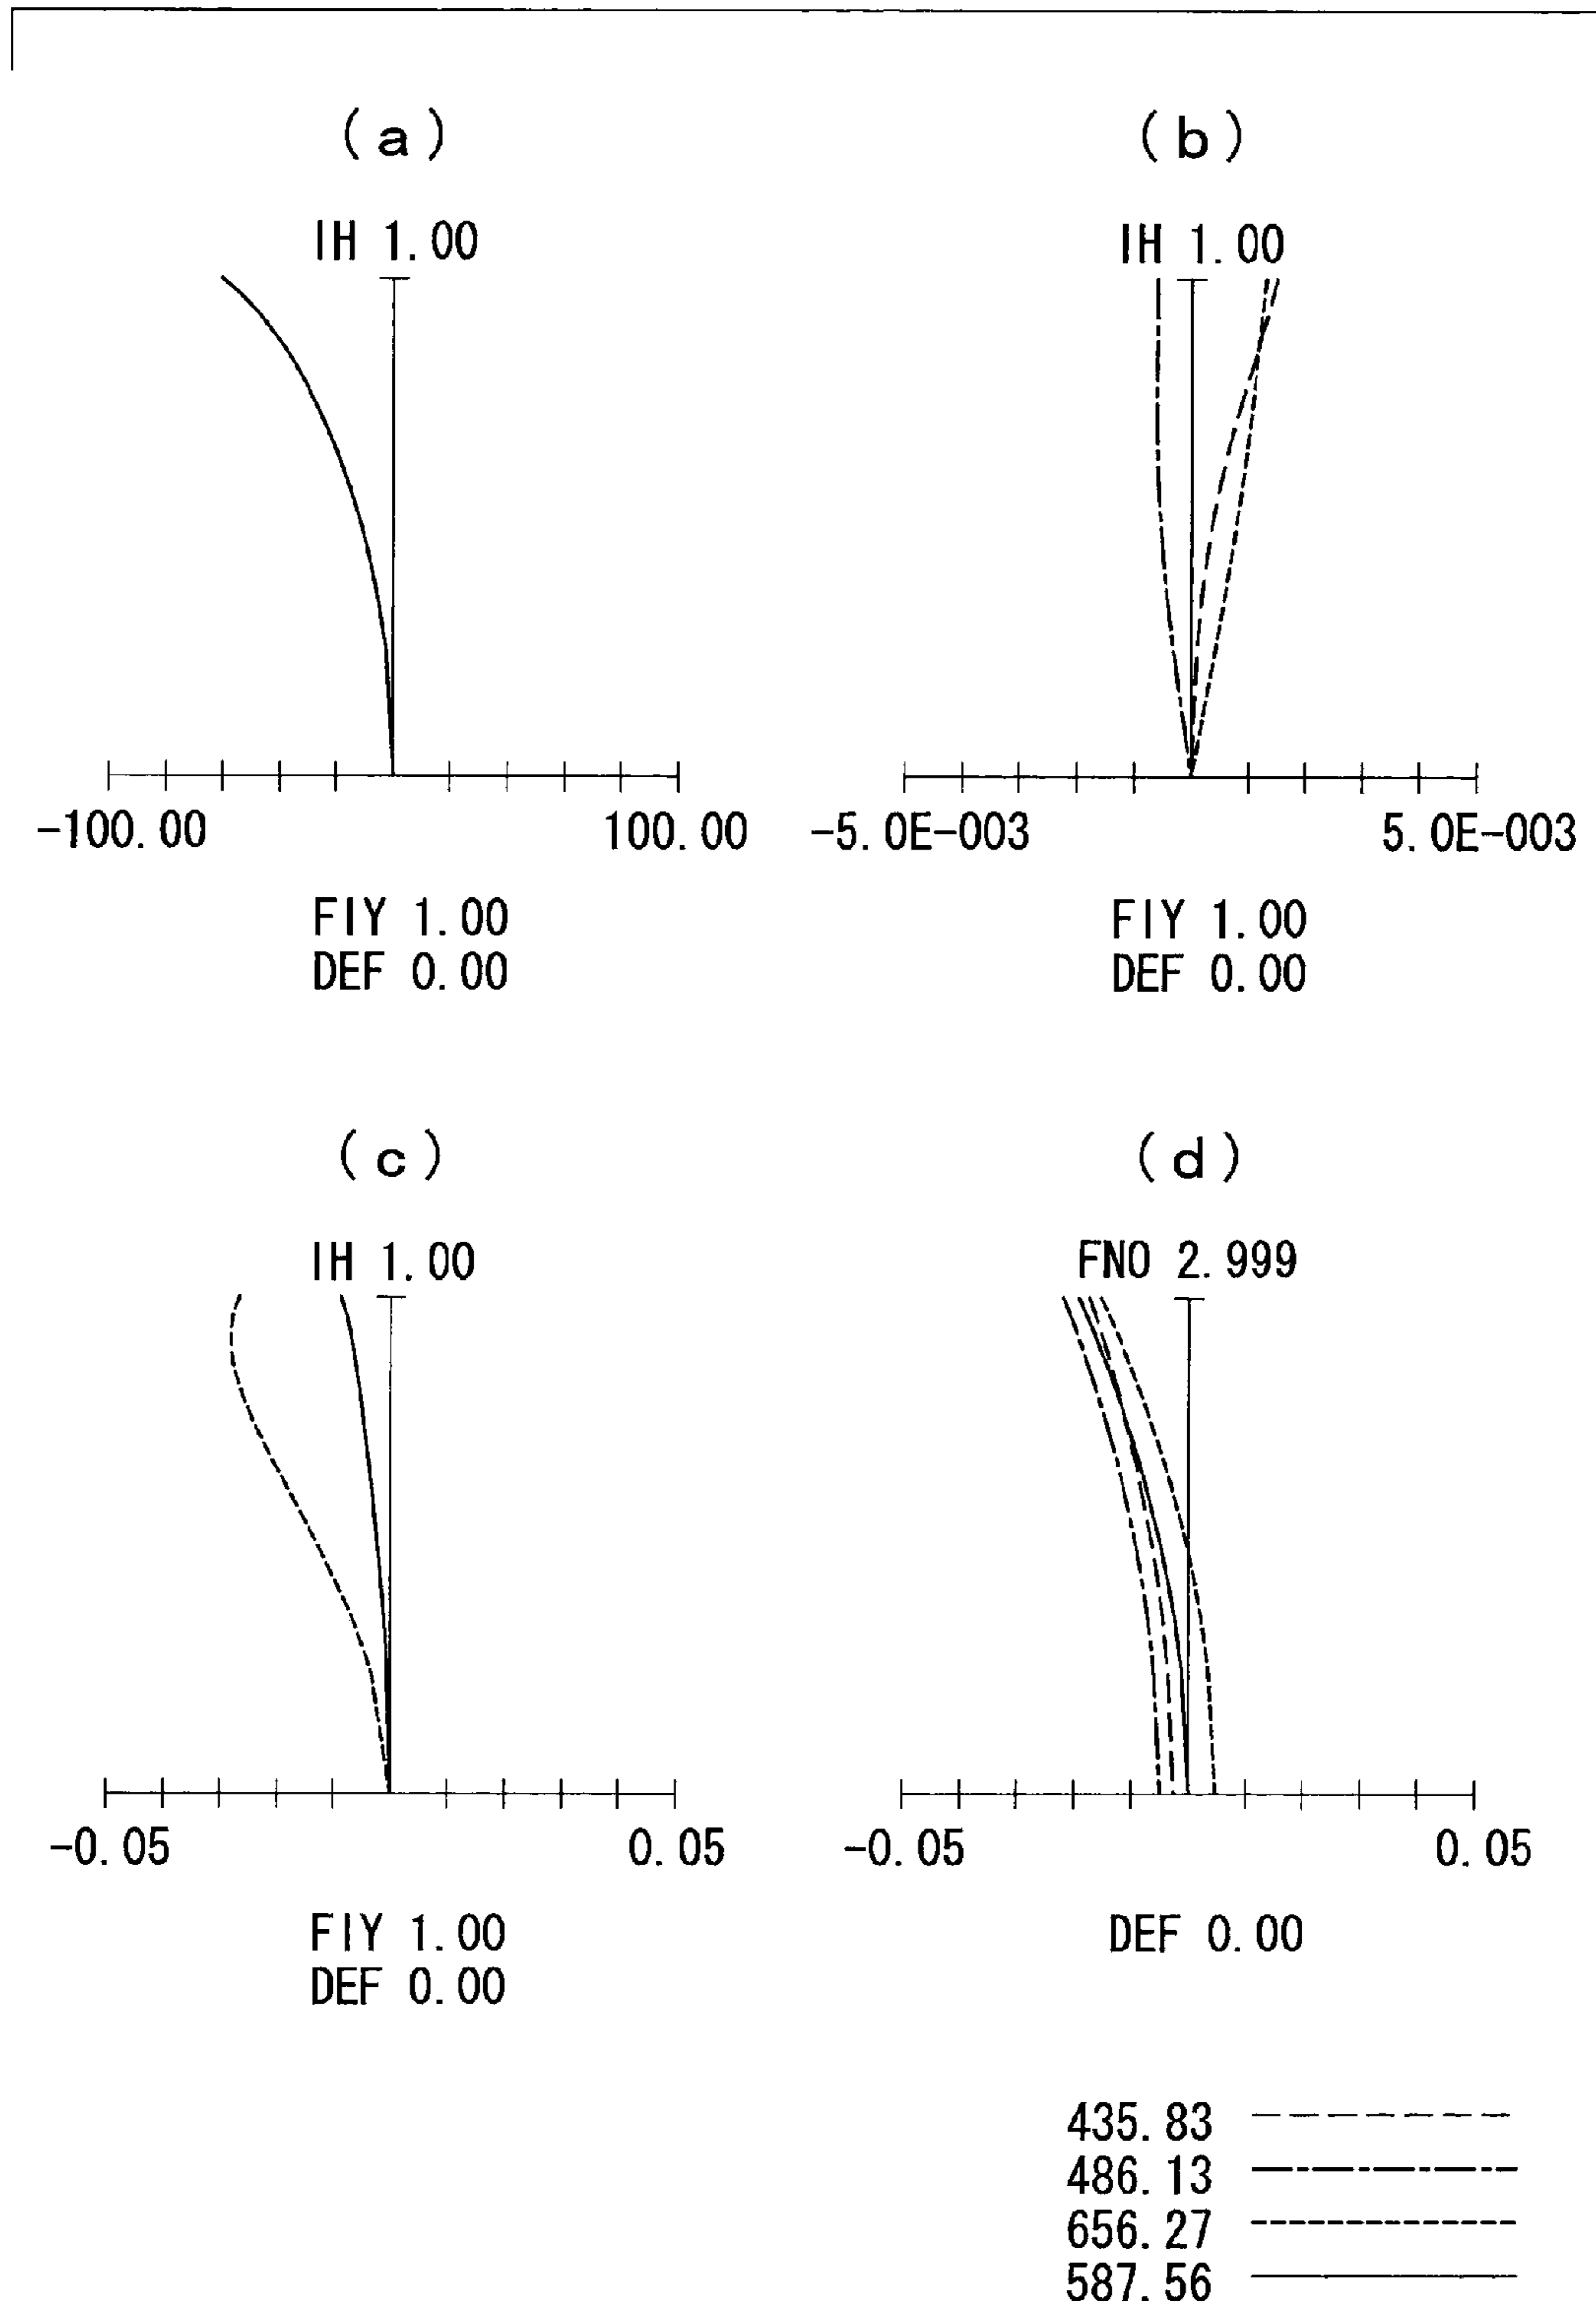 (a)
(b)
IH 1.00
IH 1.00
-100.00
100.00
-5.0E-003
5.0E-003
FIY 1.00
DEF 0.00
FIY 1.00
DEF 0.00
(c)
(d)
IH 1.00
FNO 2.999
-0.05
0.05
-0.05
0.05
FIY 1.00
DEF 0.00
DEF 0.00
435.83
486.13
656.27
587.56